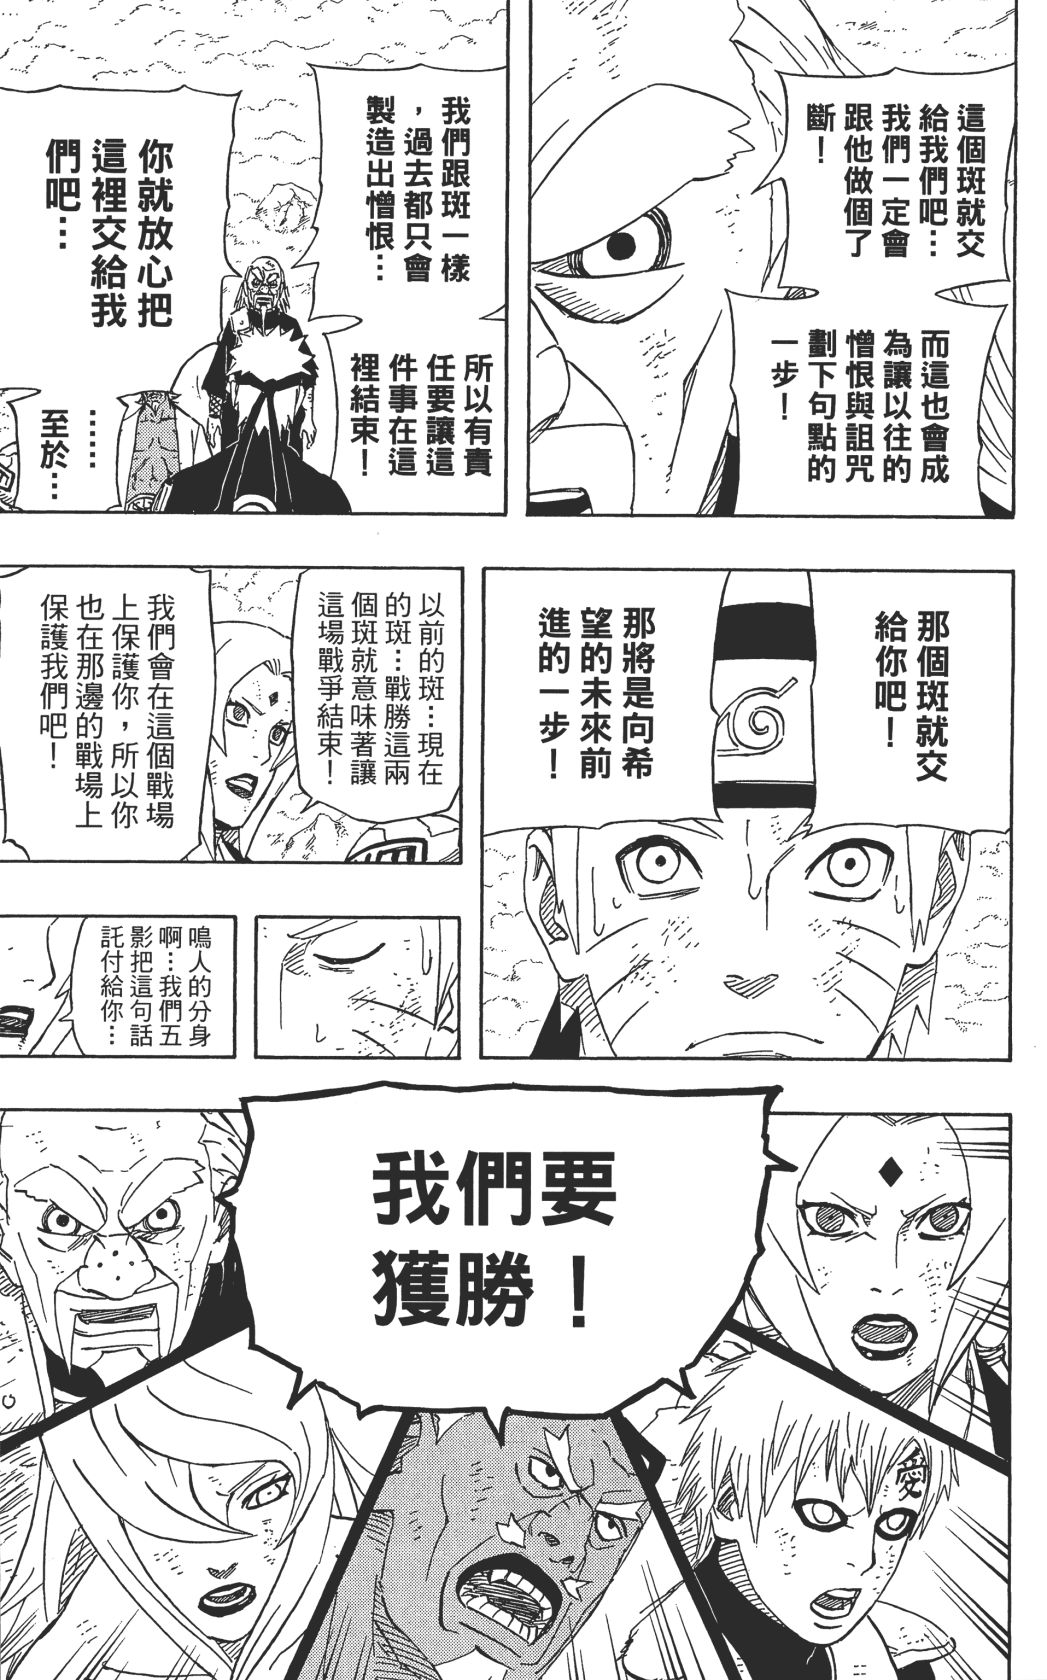 這個斑就交
給我們吧…
我們一定會
跟他做個了
斷！
而這也會成
為讓以往的
憎恨與詛咒
劃下句點的
一步！
我們跟斑一樣
，過去都只會
製造出憎恨…
所以有責
任要讓這
件事在這
裡結束！
你就放心把
這裡交給我
們吧…
……
至於…
那個斑就交
給你吧！
那將是向希
望的未來前
進的一步！
以前的斑…現在
的斑…戰勝這兩
個斑就意味著讓
這場戰爭結束！
我們會在這個戰場
上保護你，所以你
也在那邊的戰場上
保護我們吧！
鳴人的分身
啊…我們五
影把這句話
託付給你…
我們要
獲勝！
愛